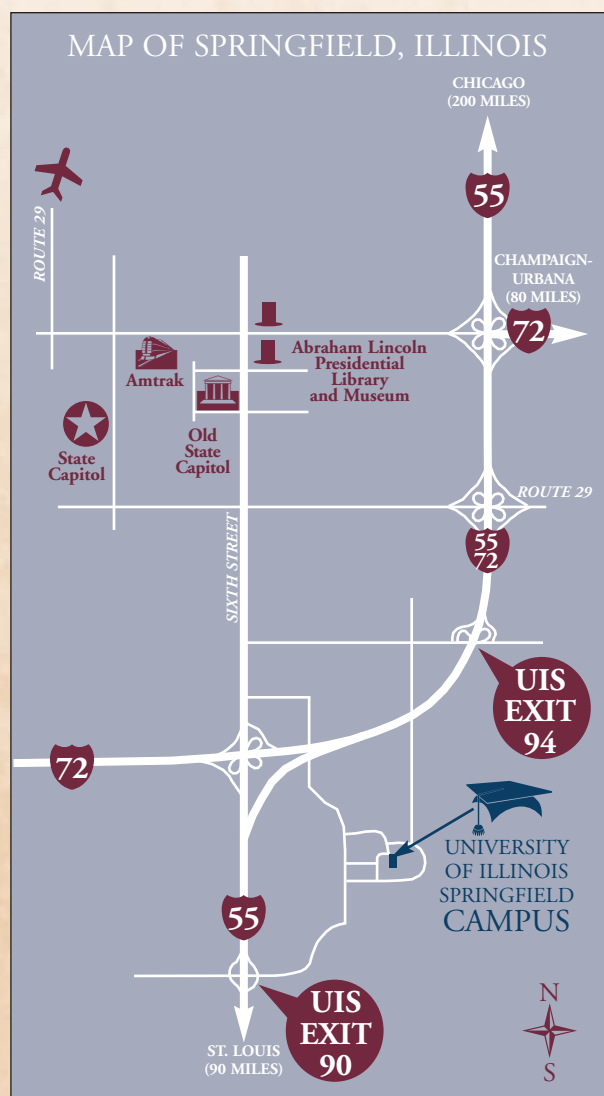 MAP OF SPRINGFIELD, ILLINOIS
CHICAGO
(200 MILES)
55
ROUTE 29
CHAMPAIGN-
URBANA
(80 MILES)
72
Abraham Lincoln
Presidential
Library
and Museum
Amtrak
Old
State
Capitol
State
Capitol
ROUTE 29
SIXTH STREET
55
72
UIS
EXIT
94
72
UNIVERSITY
OF ILLINOIS
SPRINGFIELD
CAMPUS
55
UIS
EXIT
90
ST. LOUIS
(90 MILES)
N
S